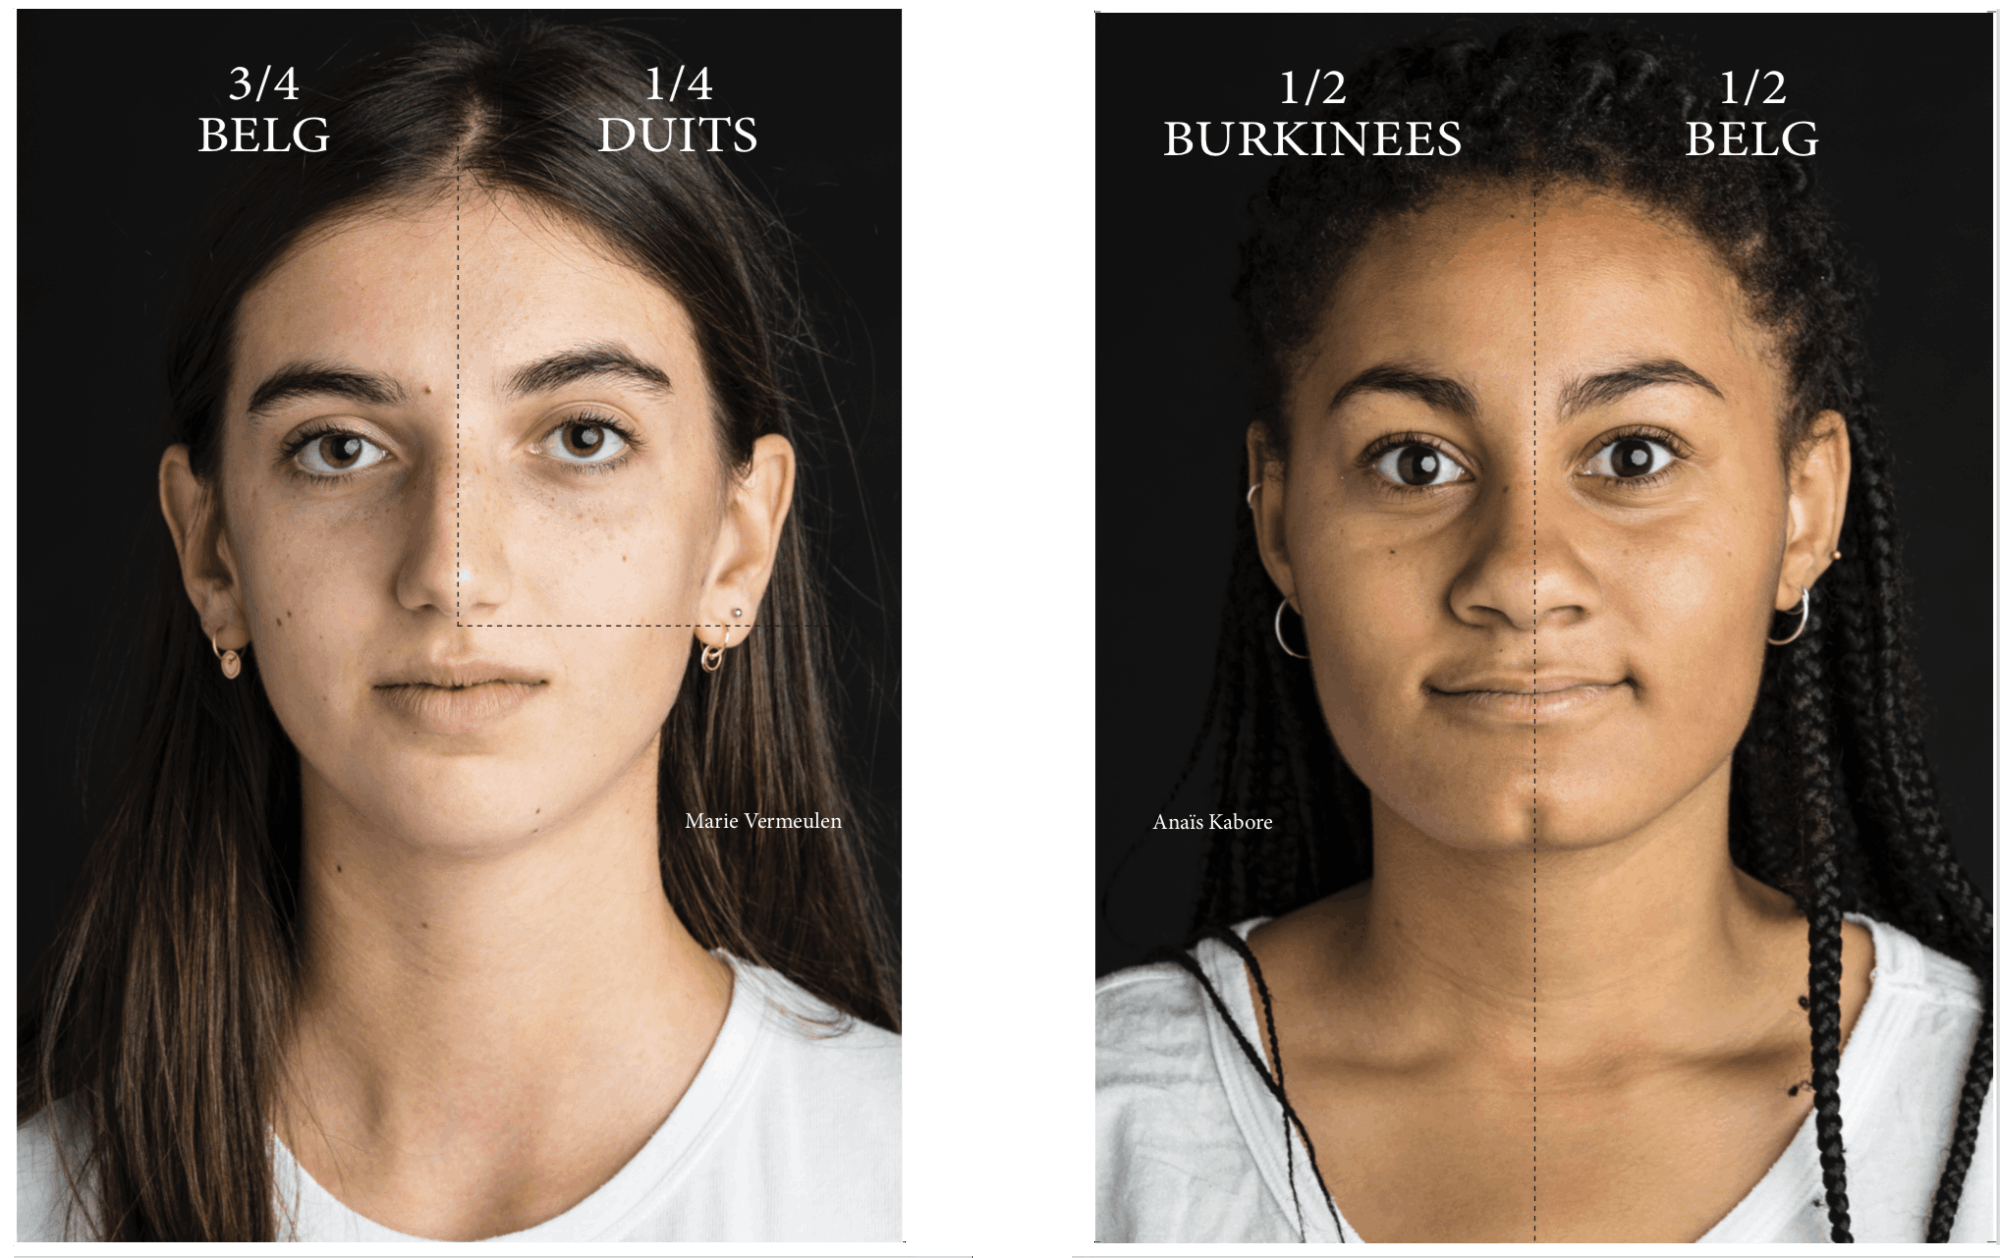 3/4
BELG
1/4
DUITS
Marie Vermeulen
1/2
BURKINEES
1/2
BELG
Anaïs Kabore